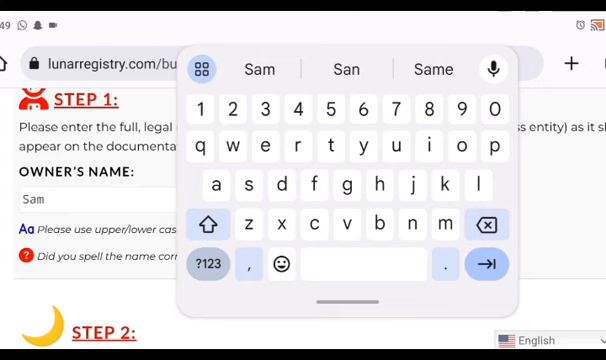 49
lunarregistry.com/bu
Sam San Same
1 2 3 4 5 6 7 8 9 0
q w e r t y u i o p
a s d f g h j k l
z x c v b n m
?123 , .
STEP 1:
Please enter the full, legal ss entity) as it s
appear on the documenta
OWNER'S NAME:
Sam
Aa Please use upper/lower cas
? Did you spell the name corr
STEP 2:
English